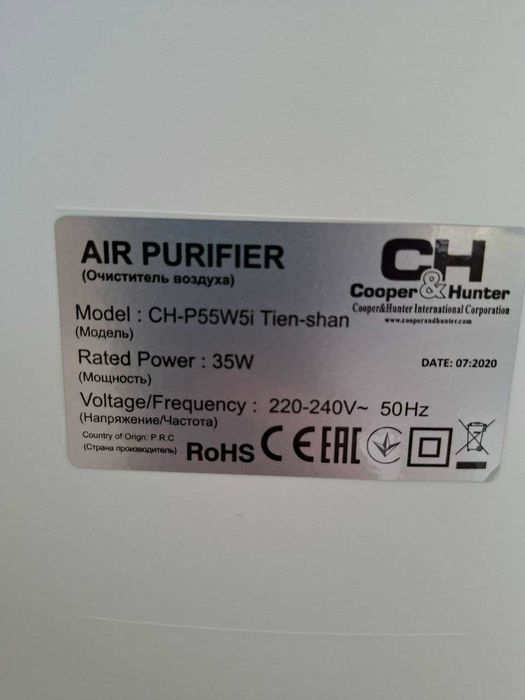 AIR PURIFIER
(Очиститель воздуха)
CH
Cooper&Hunter
Cooper&Hunter International Corporation
www.cooperandhunter.com
Model : CH-P55W5i Tien-shan
(Модель)
Rated Power : 35W
(Мощность)
DATE: 07:2020
Voltage/Frequency : 220-240V~ 50Hz
(Напряжение/Частота)
Country of Orign: P.R.C
(Страна производитель)
RoHS CE EAC